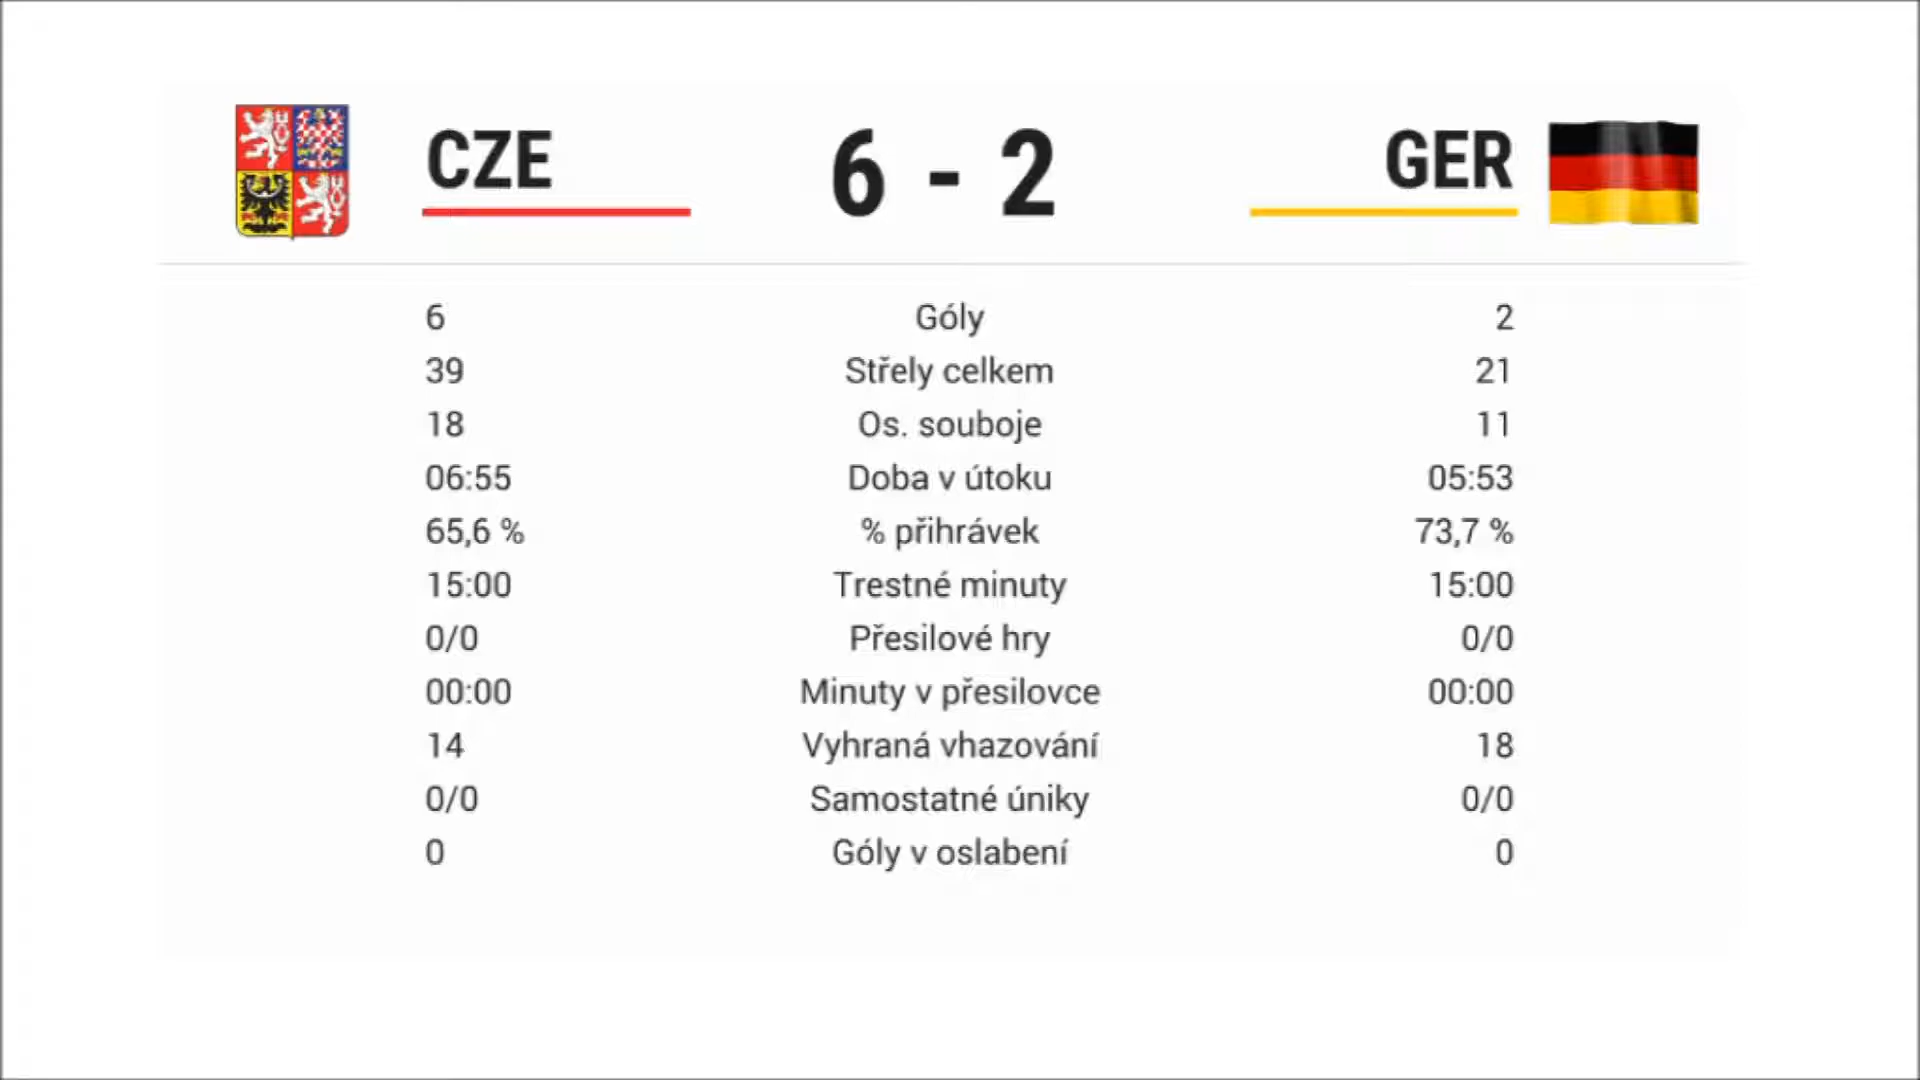 CZE 6 - 2 GER
6 Góly 2
39 Střely celkem 21
18 Os. souboje 11
06:55 Doba v útoku 05:53
65,6 % % přihrávek 73,7 %
15:00 Trestné minuty 15:00
0/0 Přesilové hry 0/0
00:00 Minuty v přesilovce 00:00
14 Vyhraná vhazování 18
0/0 Samostatné úniky 0/0
0 Góly v oslabení 0